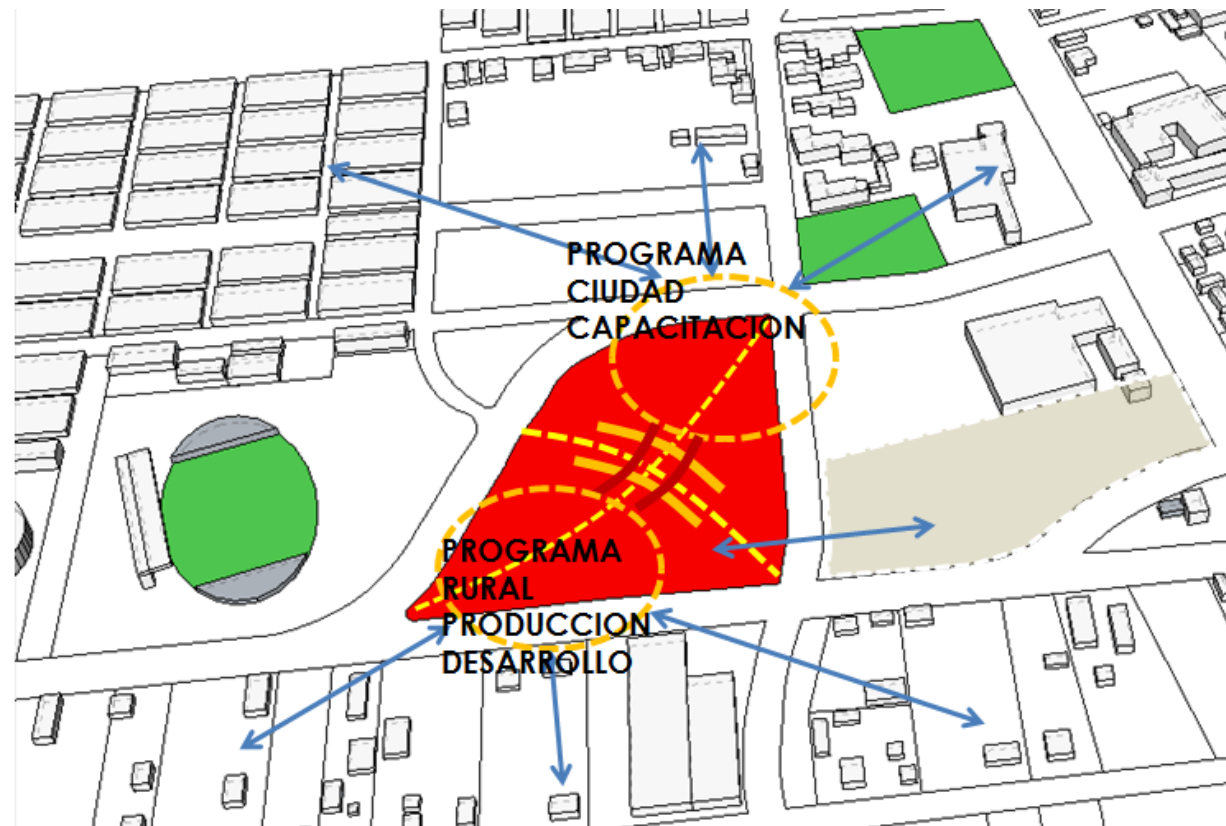 PROGRAMA
CIUDAD
CAPACITACION
PROGRAMA
RURAL
PRODUCCION
DESARROLLO